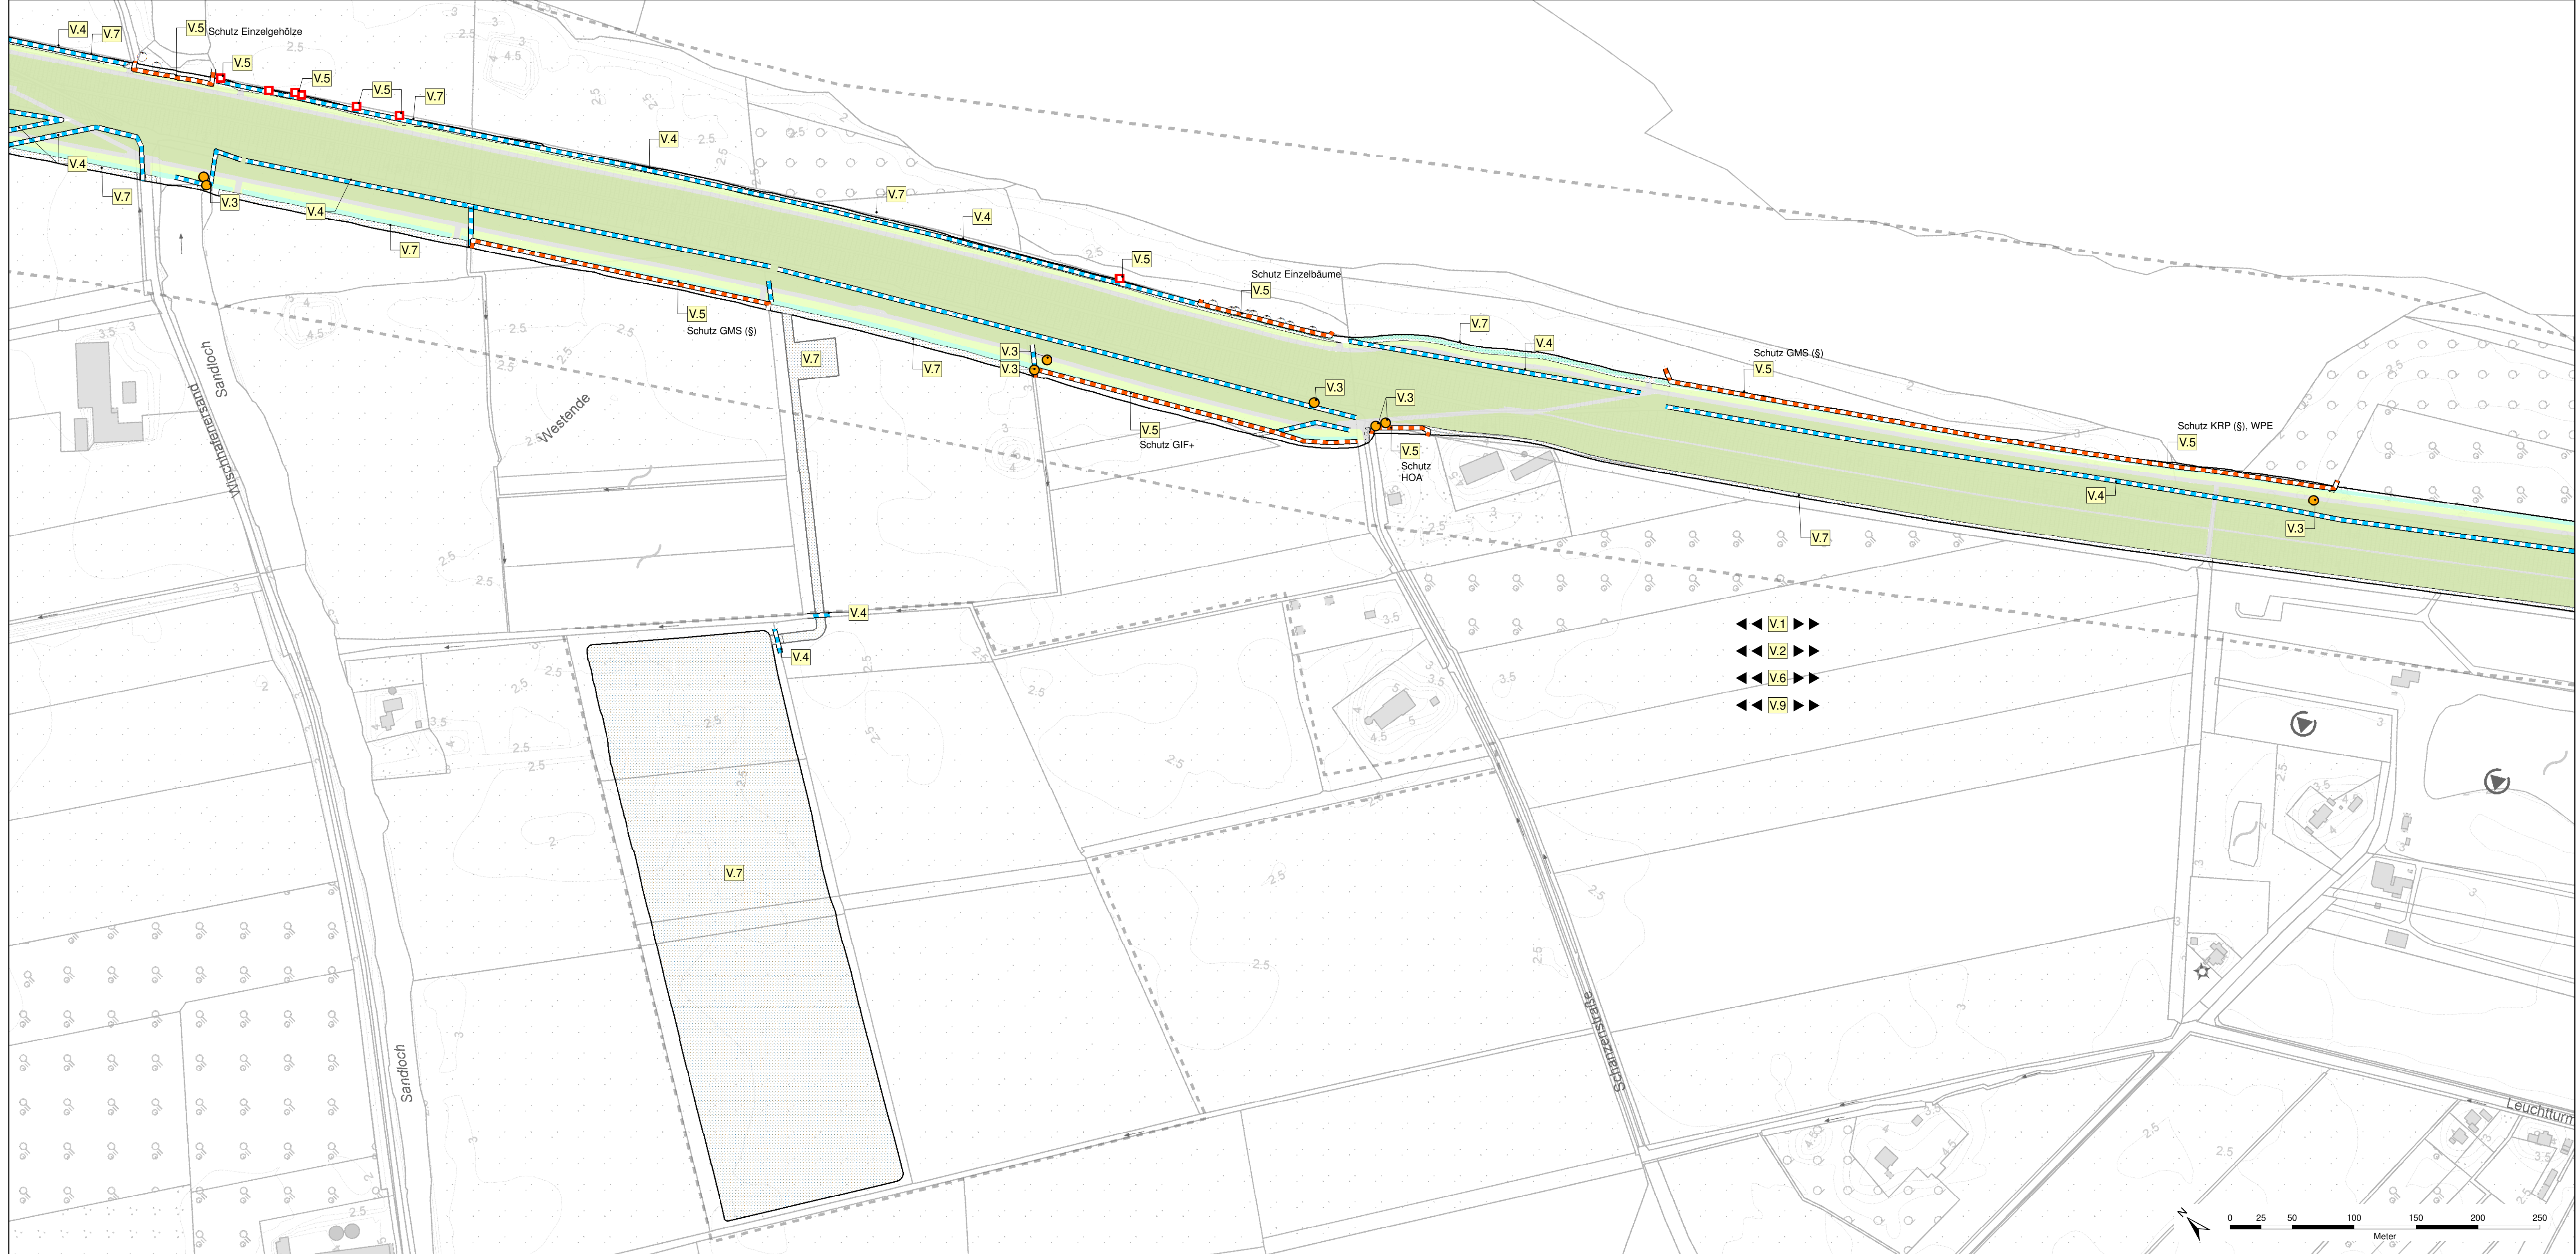 V.4
V.7
V.5
Schutz Einzelgehölze
V.5
V.5
V.5
V.7
V.4
V.4
V.7
V.3
V.4
V.7
V.7
V.4
V.5
Schutz Einzelbäume
V.5
V.5
Schutz GMS (§)
V.7
V.7
V.3
V.3
V.7
V.4
Schutz GMS (§)
V.5
V.3
V.3
V.5
Schutz GIF+
V.5
Schutz
HOA
Schutz KRP (§), WPE
V.5
V.4
V.3
V.7
Sandloch
Wischhafenersand
Westende
V.4
V.4
V.1
V.2
V.6
V.9
V.7
Sandloch
Schanzenstraße
Leuchtturm
N
0 25 50 100 150 200 250
Meter